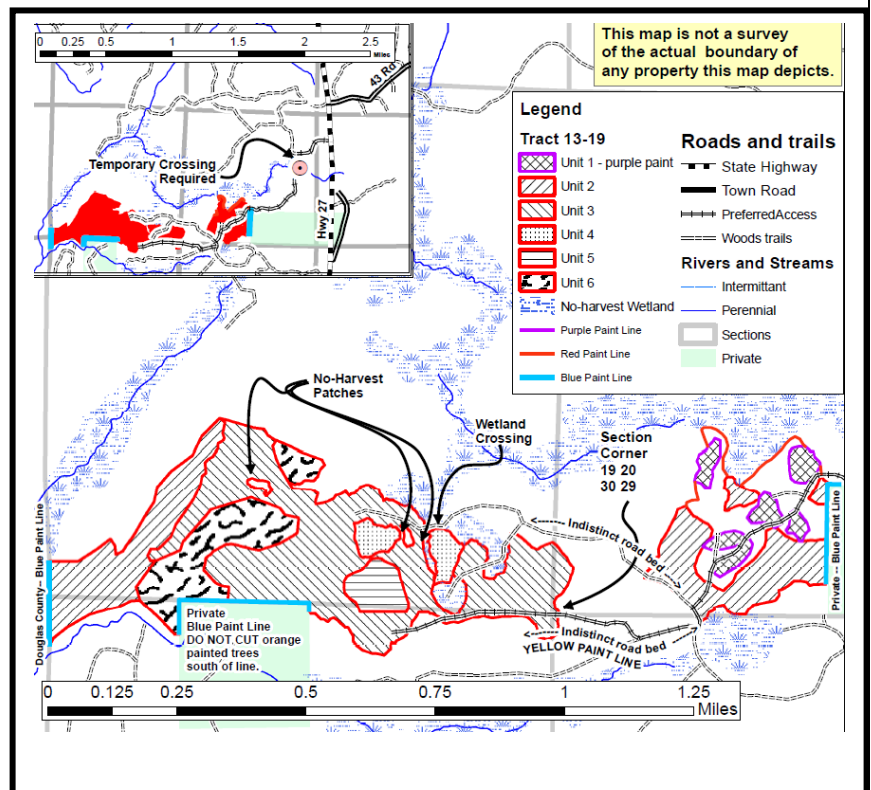 This map is not a survey
of the actual boundary of
any property this map depicts.
0 0.25 0.5 1 1.5 2 2.5
Miles
43 Rd
Temporary Crossing
Required
Hwy 27
Legend
Tract 13-19
Unit 1 - purple paint
Unit 2
Unit 3
Unit 4
Unit 5
Unit 6
No-harvest Wetland
Purple Paint Line
Red Paint Line
Blue Paint Line
Roads and trails
State Highway
Town Road
PreferredAccess
Woods trails
Rivers and Streams
Intermittant
Perennial
Sections
Private
No-Harvest
Patches
Wetland
Crossing
Section
Corner
19 20
30 29
Indistinct road bed
Douglas County -- Blue Paint Line
Private -- Blue Paint Line
Private
Blue Paint Line
DO NOT CUT orange
painted trees
south of line.
Indistinct road bed
YELLOW PAINT LINE
0 0.125 0.25 0.5 0.75 1 1.25
Miles